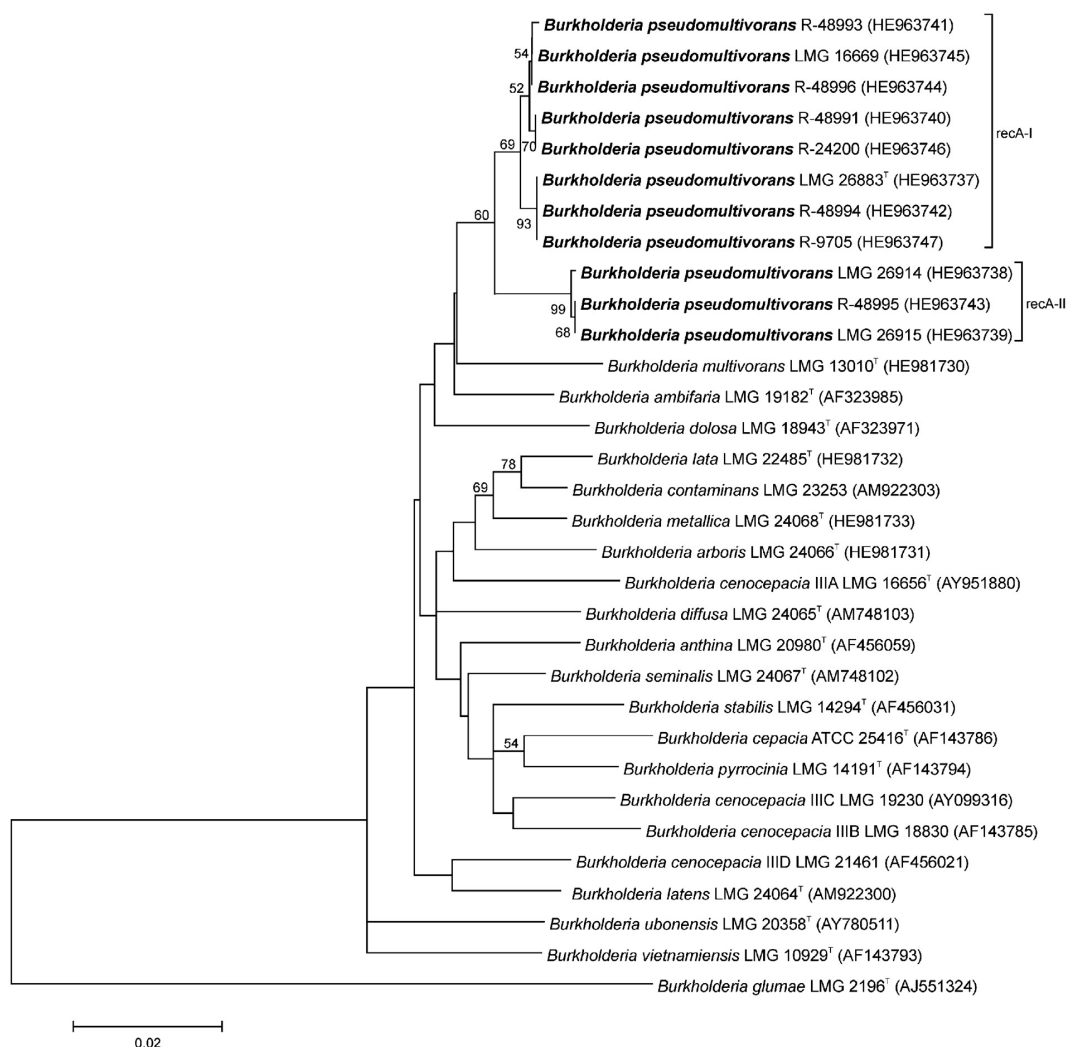 Burkholderia pseudomultivorans R-48993 (HE963741)
54
Burkholderia pseudomultivorans LMG 16669 (HE963745)
52
Burkholderia pseudomultivorans R-48996 (HE963744)
Burkholderia pseudomultivorans R-48991 (HE963740)
recA-I
69
70
Burkholderia pseudomultivorans R-24200 (HE963746)
Burkholderia pseudomultivorans LMG 26883T (HE963737)
60
Burkholderia pseudomultivorans R-48994 (HE963742)
93
Burkholderia pseudomultivorans R-9705 (HE963747)
Burkholderia pseudomultivorans LMG 26914 (HE963738)
99
Burkholderia pseudomultivorans R-48995 (HE963743)
recA-II
68
Burkholderia pseudomultivorans LMG 26915 (HE963739)
Burkholderia multivorans LMG 13010T (HE981730)
Burkholderia ambifaria LMG 19182T (AF323985)
Burkholderia dolosa LMG 18943T (AF323971)
78
Burkholderia lata LMG 22485T (HE981732)
69
Burkholderia contaminans LMG 23253 (AM922303)
Burkholderia metallica LMG 24068T (HE981733)
Burkholderia arboris LMG 24066T (HE981731)
Burkholderia cenocepacia IIIA LMG 16656T (AY951880)
Burkholderia diffusa LMG 24065T (AM748103)
Burkholderia anthina LMG 20980T (AF456059)
Burkholderia seminalis LMG 24067T (AM748102)
Burkholderia stabilis LMG 14294T (AF456031)
54
Burkholderia cepacia ATCC 25416T (AF143786)
Burkholderia pyrrocinia LMG 14191T (AF143794)
Burkholderia cenocepacia IIIC LMG 19230 (AY099316)
Burkholderia cenocepacia IIIB LMG 18830 (AF143785)
Burkholderia cenocepacia IIID LMG 21461 (AF456021)
Burkholderia latens LMG 24064T (AM922300)
Burkholderia ubonensis LMG 20358T (AY780511)
Burkholderia vietnamiensis LMG 10929T (AF143793)
Burkholderia glumae LMG 2196T (AJ551324)
0.02